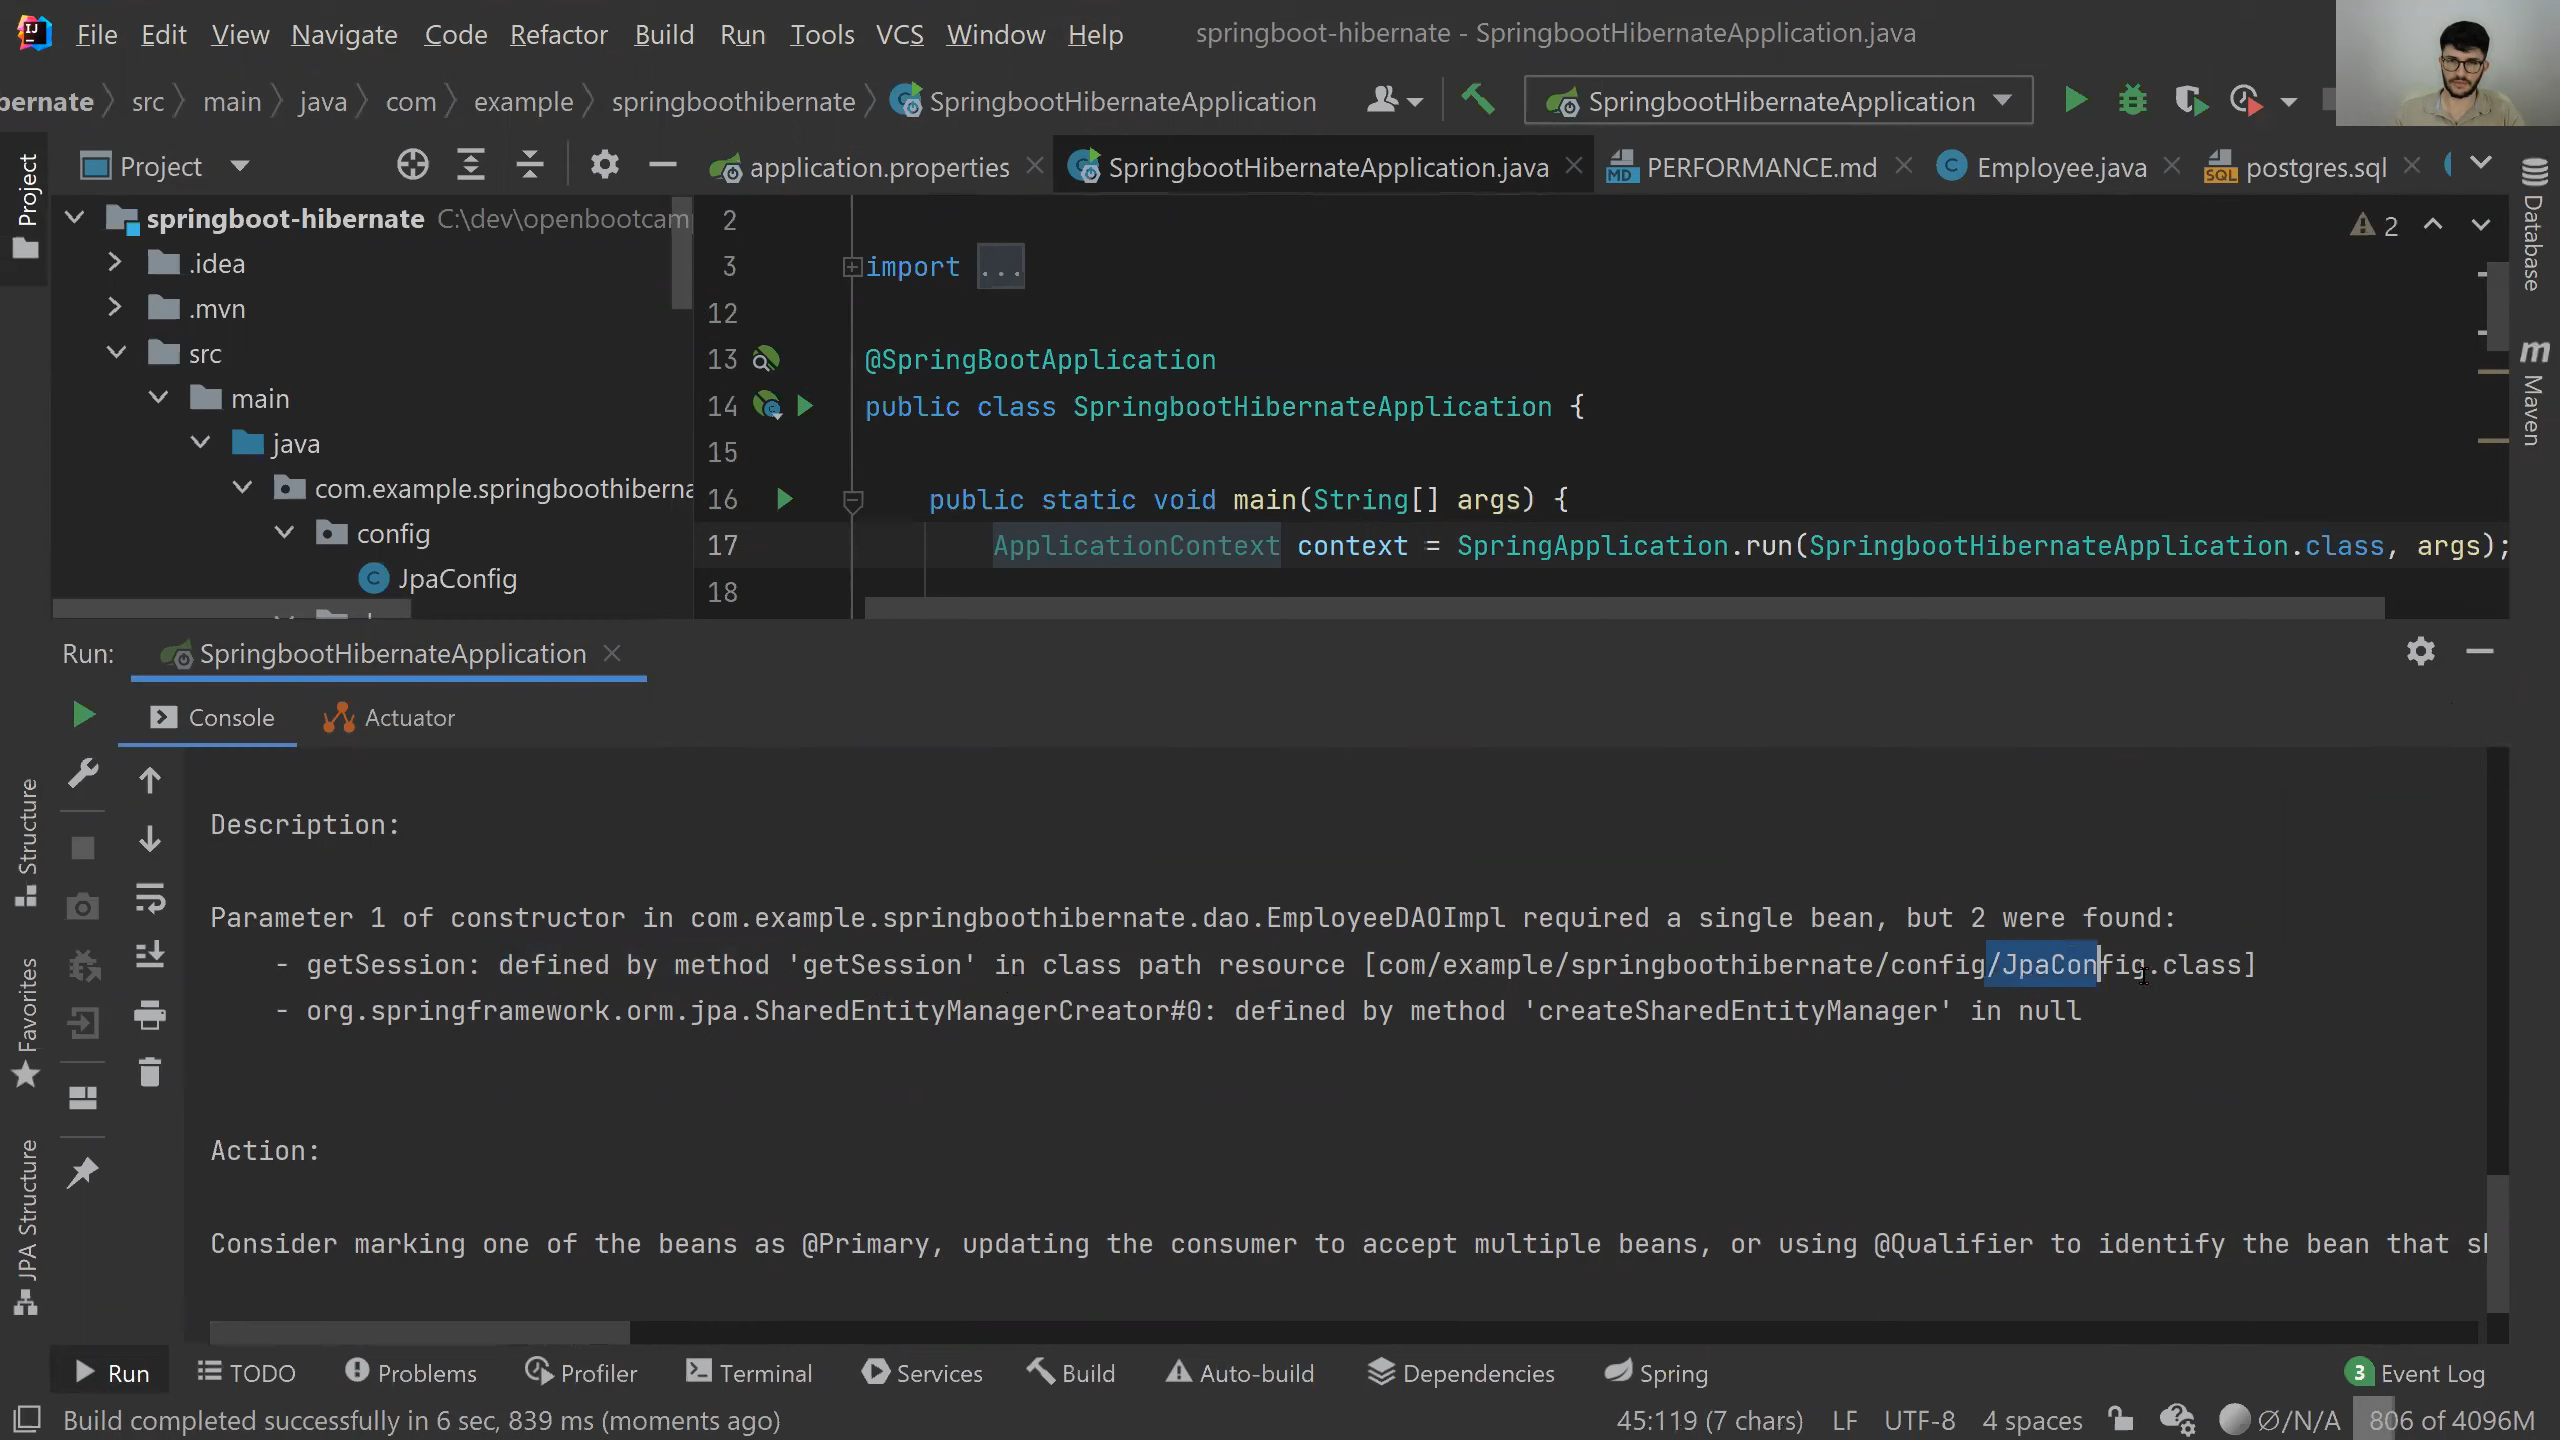 File Edit View Navigate Code Refactor Build Run Tools VCS Window Help springboot-hibernate - SpringbootHibernateApplication.java
bernate src main java com example springboothibernate SpringbootHibernateApplication SpringbootHibernateApplication
Project application.properties SpringbootHibernateApplication.java PERFORMANCE.md Employee.java postgres.sql
springboot-hibernate C:\dev\openbootcam
.idea
.mvn
src
main
java
com.example.springboothiberna
config
JpaConfig
2
3 import ...
12
13 @SpringBootApplication
14 public class SpringbootHibernateApplication {
15
16 public static void main(String[] args) {
17 ApplicationContext context = SpringApplication.run(SpringbootHibernateApplication.class, args);
18
2
Project
Structure
Favorites
JPA Structure
Database
Maven
Run: SpringbootHibernateApplication
Console Actuator
Description:
Parameter 1 of constructor in com.example.springboothibernate.dao.EmployeeDAOImpl required a single bean, but 2 were found:
- getSession: defined by method 'getSession' in class path resource [com/example/springboothibernate/config/JpaConfig.class]
- org.springframework.orm.jpa.SharedEntityManagerCreator#0: defined by method 'createSharedEntityManager' in null
Action:
Consider marking one of the beans as @Primary, updating the consumer to accept multiple beans, or using @Qualifier to identify the bean that sh
Run TODO Problems Profiler Terminal Services Build Auto-build Dependencies Spring 3 Event Log
Build completed successfully in 6 sec, 839 ms (moments ago) 45:119 (7 chars) LF UTF-8 4 spaces Ø/N/A 806 of 4096M